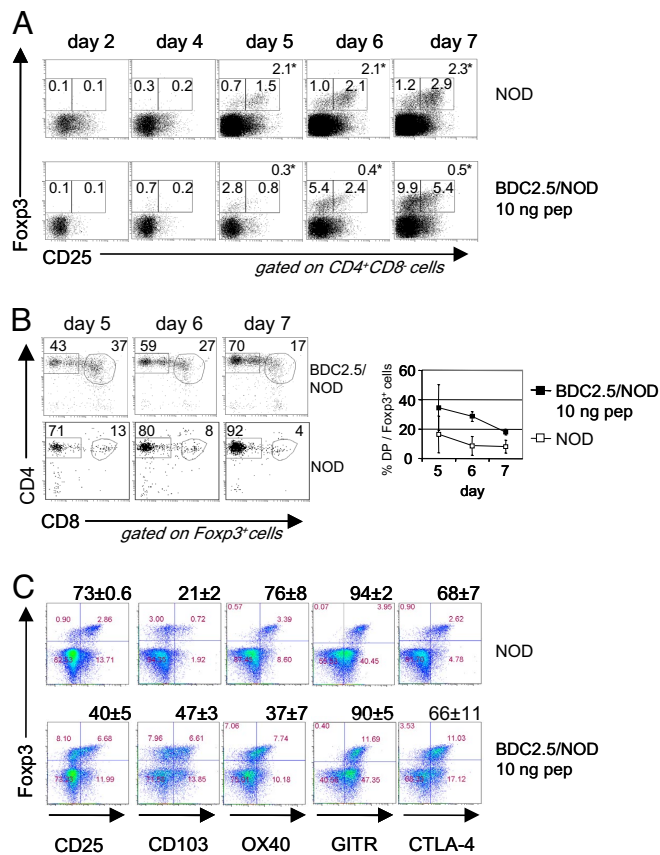 A
day 2 day 4 day 5 day 6 day 7
2.1* 2.1* 2.3*
0.1 0.1 0.3 0.2 0.7 1.5 1.0 2.1 1.2 2.9
NOD
0.3* 0.4* 0.5*
0.1 0.1 0.7 0.2 2.8 0.8 5.4 2.4 9.9 5.4
BDC2.5/NOD
10 ng pep
Foxp3
CD25
gated on CD4+CD8- cells
B
day 5 day 6 day 7
43 37 59 27 70 17
BDC2.5/
NOD
71 13 80 8 92 4
NOD
CD4
CD8
gated on Foxp3+cells
% DP / Foxp3+ cells
60
40
20
0
5 6 7
day
BDC2.5/NOD
10 ng pep
NOD
C
73±0.6 21±2 76±8 94±2 68±7
0.90 2.86 3.00 0.72 0.57 3.39 0.07 3.95 0.90 2.62
13.71 1.92 8.60 40.45 4.78
NOD
40±5 47±3 37±7 90±5 66±11
8.10 6.68 7.96 6.61 7.06 7.74 0.40 11.69 3.53 11.03
11.99 13.85 10.18 47.35 17.12
BDC2.5/NOD
10 ng pep
Foxp3
CD25 CD103 OX40 GITR CTLA-4